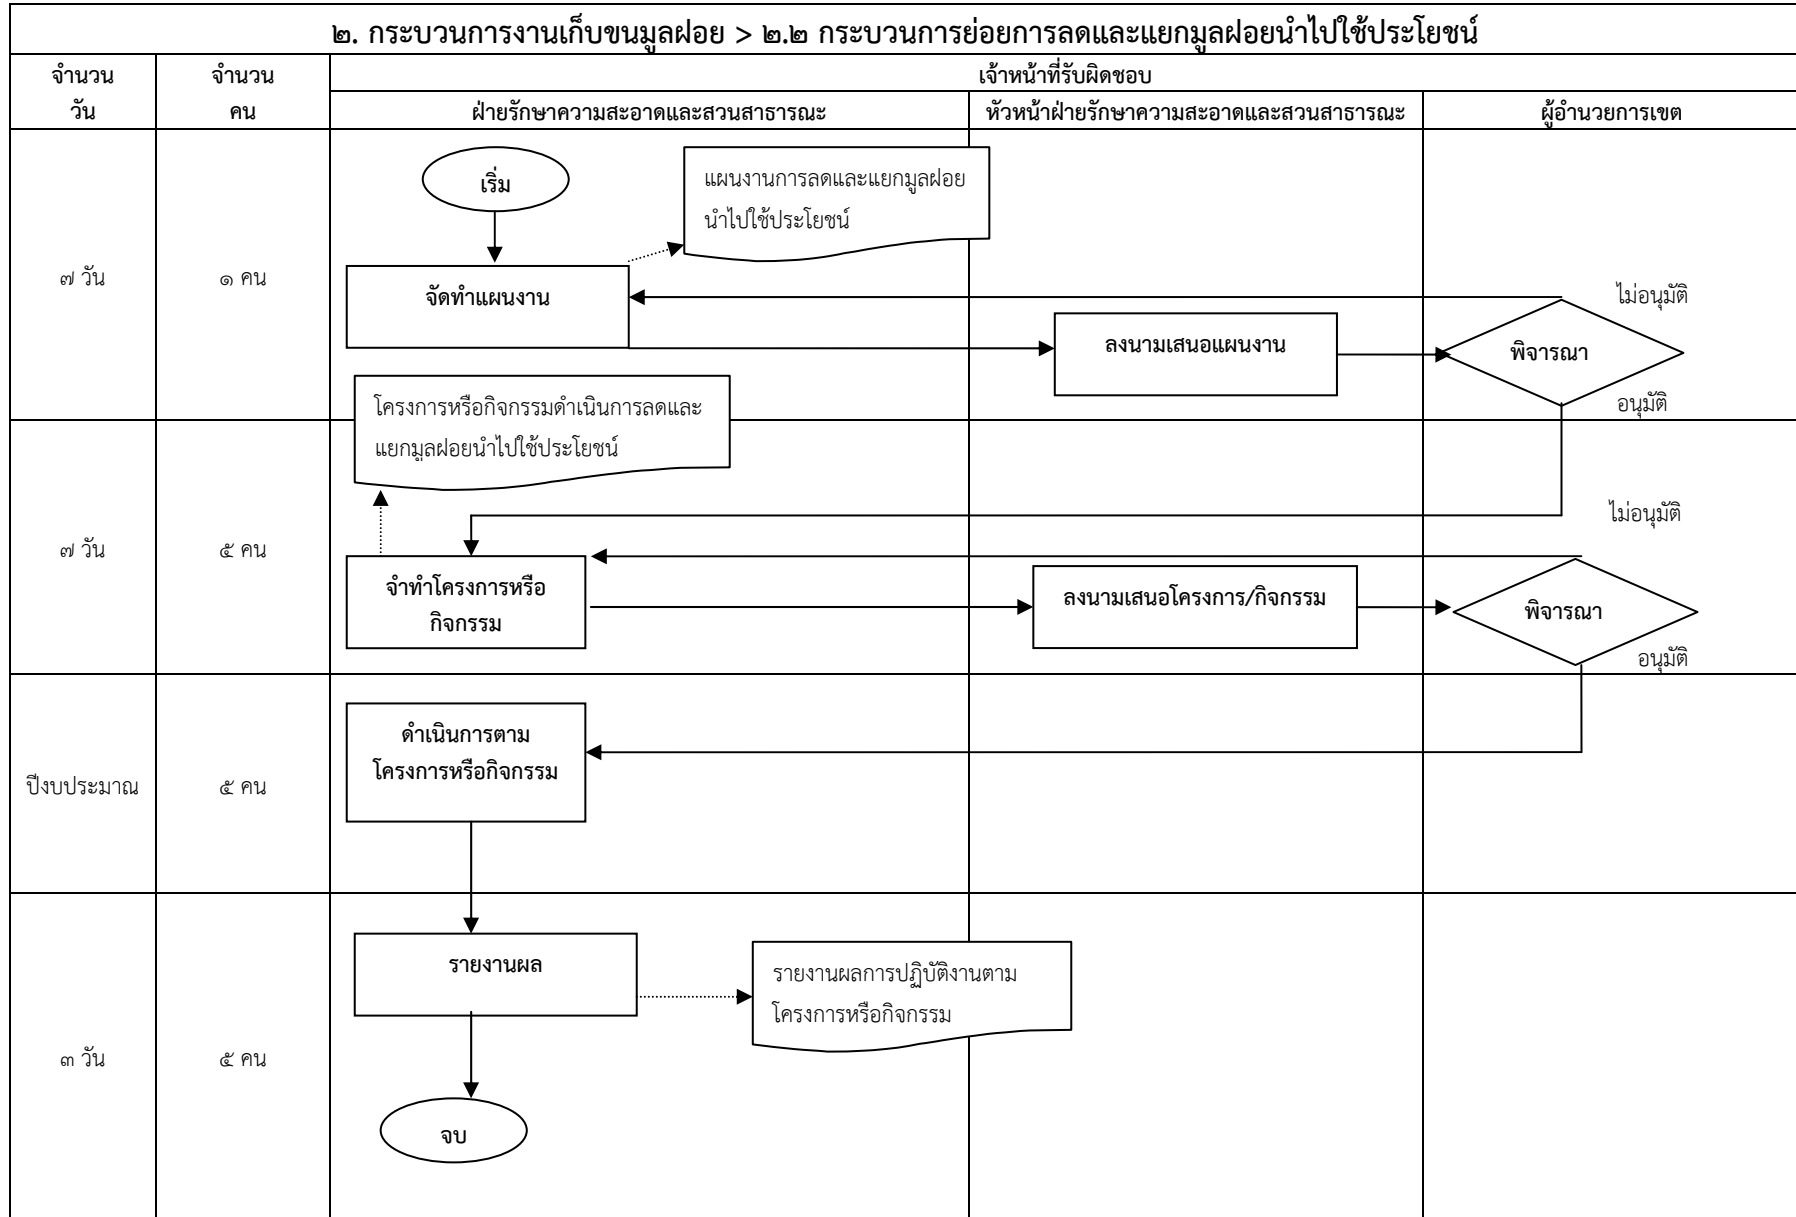 ๒. กระบวนการงานเก็บขนมูลฝอย > ๒.๒ กระบวนการย่อยการลดและแยกมูลฝอยนำไปใช้ประโยชน์
จำนวน
วัน
จำนวน
คน
เจ้าหน้าที่รับผิดชอบ
ฝ่ายรักษาความสะอาดและสวนสาธารณะ
หัวหน้าฝ่ายรักษาความสะอาดและสวนสาธารณะ
ผู้อำนวยการเขต
๗ วัน
๑ คน
เริ่ม
แผนงานการลดและแยกมูลฝอย
นำไปใช้ประโยชน์
จัดทำแผนงาน
ลงนามเสนอแผนงาน
ไม่อนุมัติ
พิจารณา
อนุมัติ
โครงการหรือกิจกรรมดำเนินการลดและ
แยกมูลฝอยนำไปใช้ประโยชน์
๗ วัน
๕ คน
จำทำโครงการหรือ
กิจกรรม
ลงนามเสนอโครงการ/กิจกรรม
ไม่อนุมัติ
พิจารณา
อนุมัติ
ปีงบประมาณ
๕ คน
ดำเนินการตาม
โครงการหรือกิจกรรม
๓ วัน
๕ คน
รายงานผล
รายงานผลการปฏิบัติงานตาม
โครงการหรือกิจกรรม
จบ